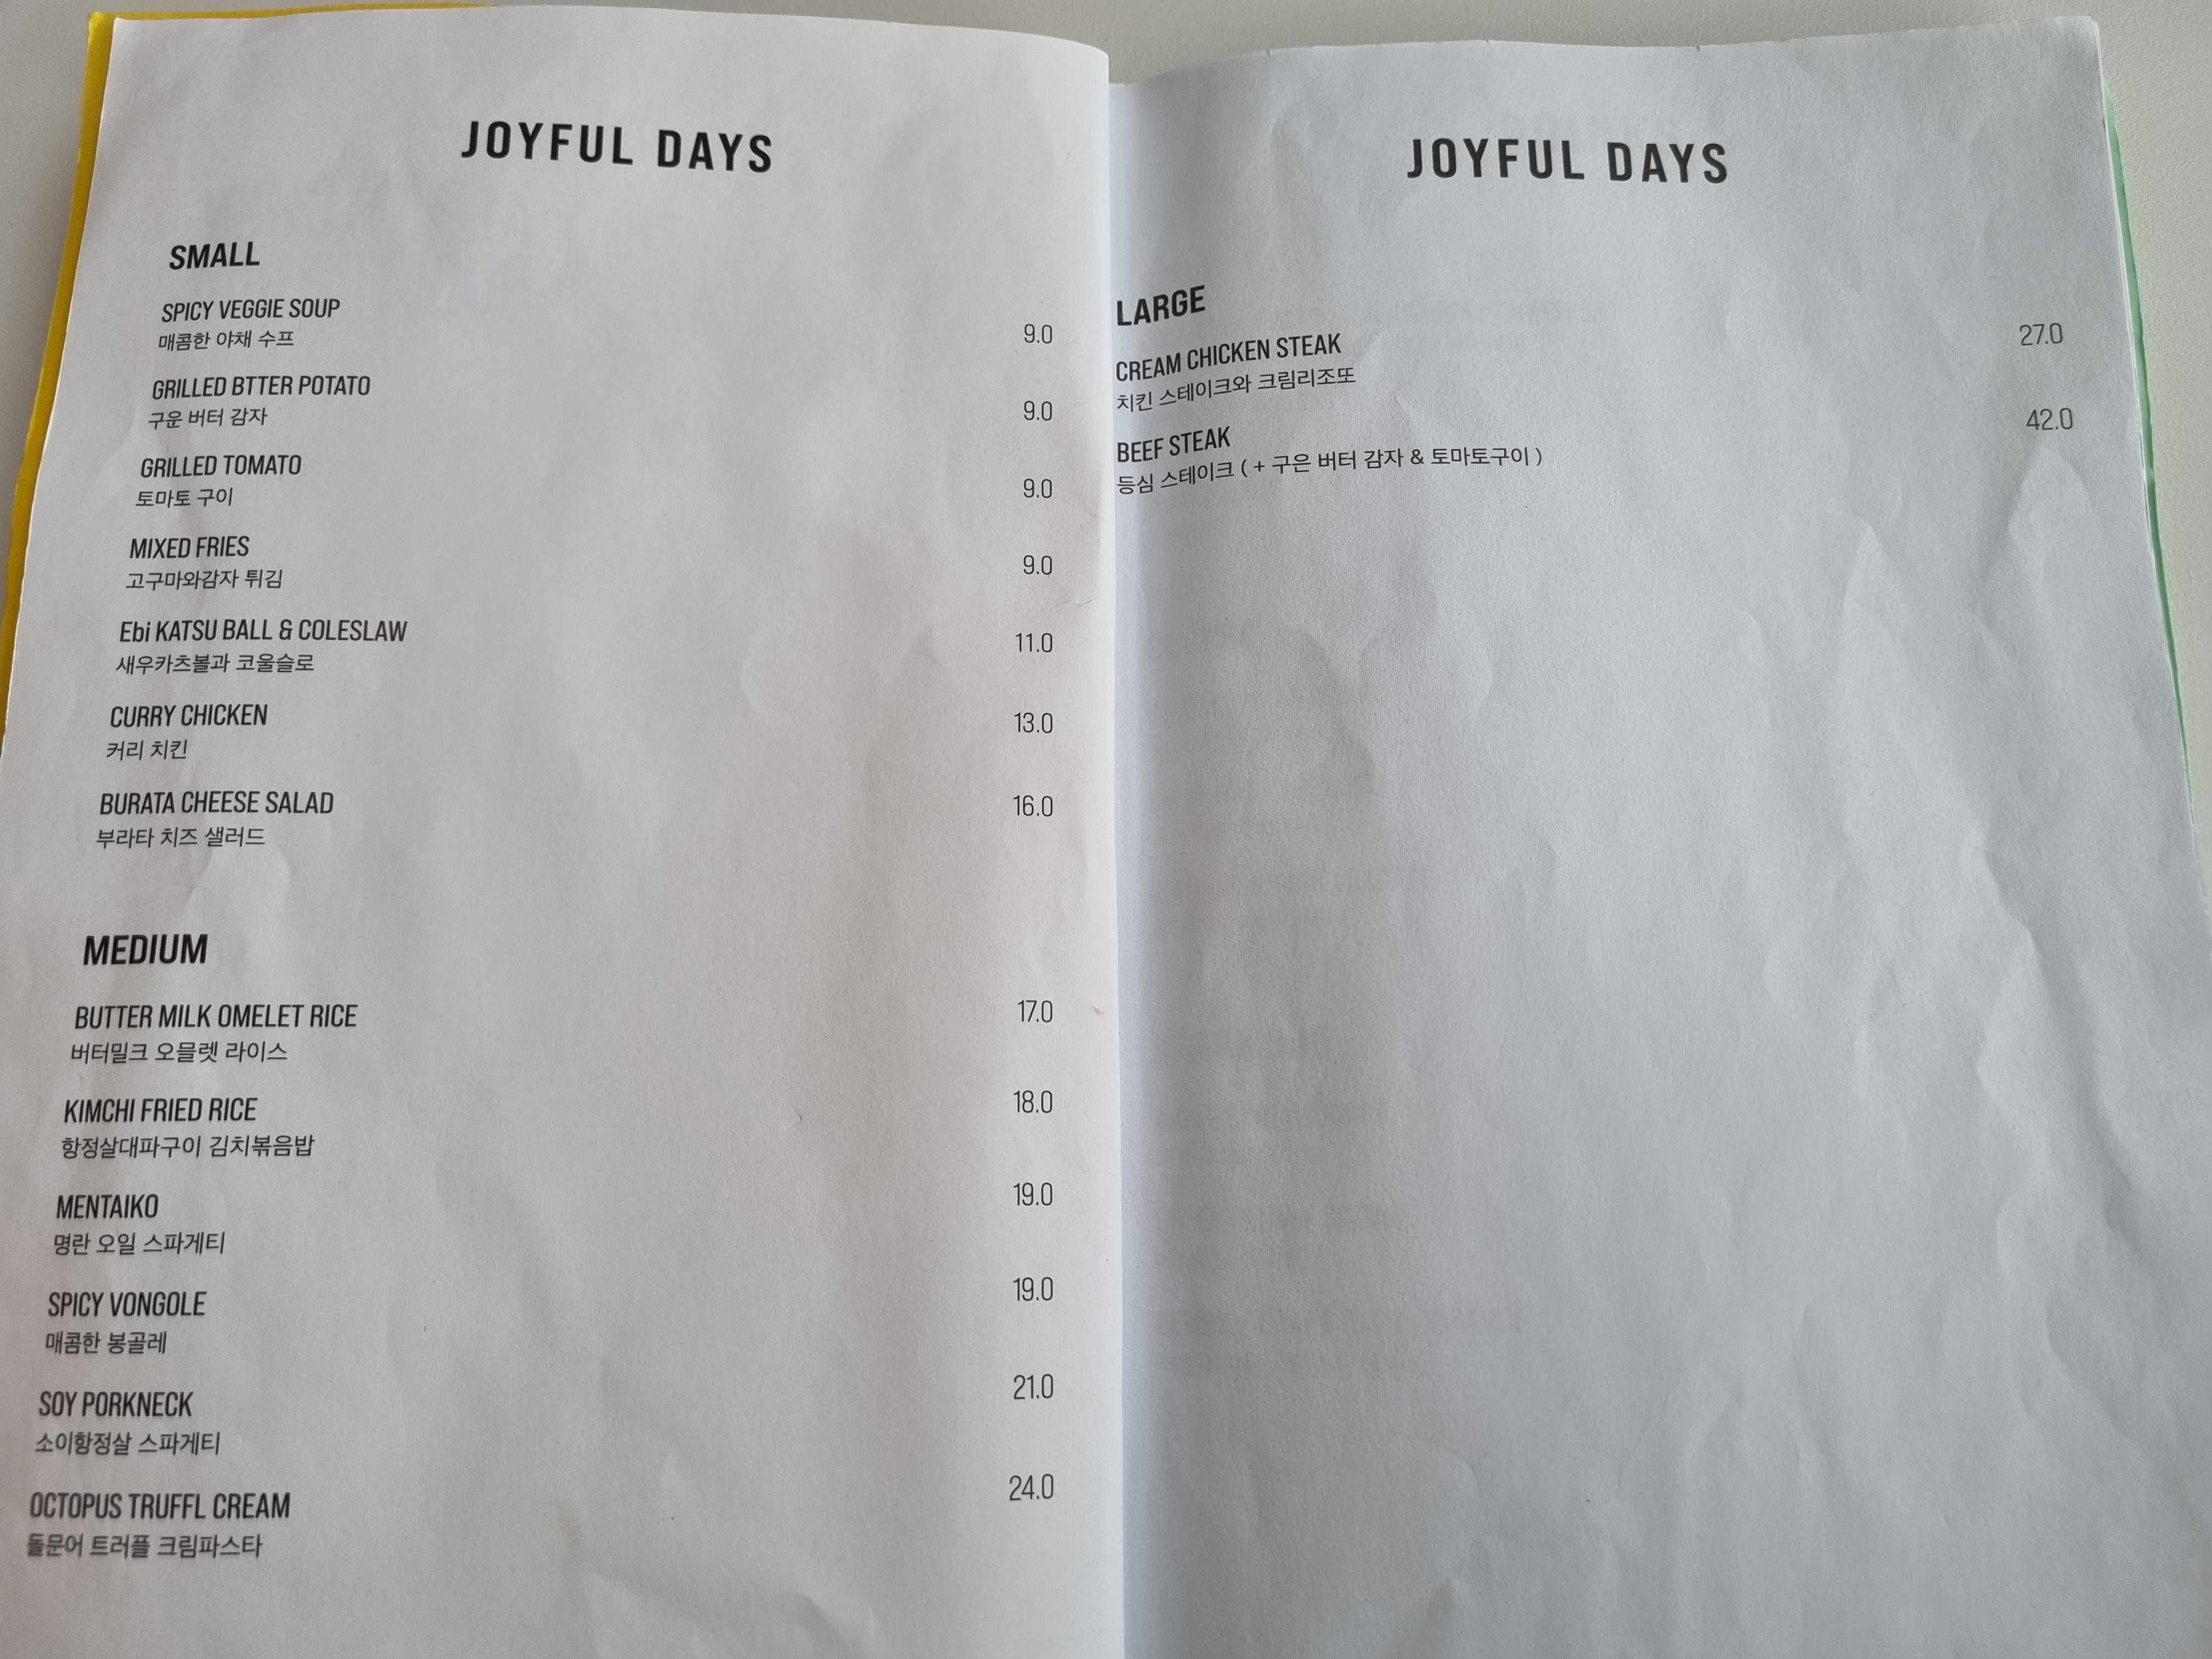 JOYFUL DAYS
SMALL
SPICY VEGGIE SOUP
매콤한 야채 수프
9.0
GRILLED BTTER POTATO
구운 버터 감자
9.0
GRILLED TOMATO
토마토 구이
9.0
MIXED FRIES
고구마와감자 튀김
9.0
Ebi KATSU BALL & COLESLAW
새우카츠볼과 코울슬로
11.0
CURRY CHICKEN
커리 치킨
13.0
BURATA CHEESE SALAD
부라타 치즈 샐러드
16.0
MEDIUM
BUTTER MILK OMELET RICE
버터밀크 오믈렛 라이스
17.0
KIMCHI FRIED RICE
항정살대파구이 김치볶음밥
18.0
MENTAIKO
명란 오일 스파게티
19.0
SPICY VONGOLE
매콤한 봉골레
19.0
SOY PORKNECK
소이항정살 스파게티
21.0
OCTOPUS TRUFFL CREAM
돌문어 트러플 크림파스타
24.0
JOYFUL DAYS
LARGE
CREAM CHICKEN STEAK
치킨 스테이크와 크림리조또
27.0
BEEF STEAK
등심 스테이크 ( + 구은 버터 감자 & 토마토구이 )
42.0